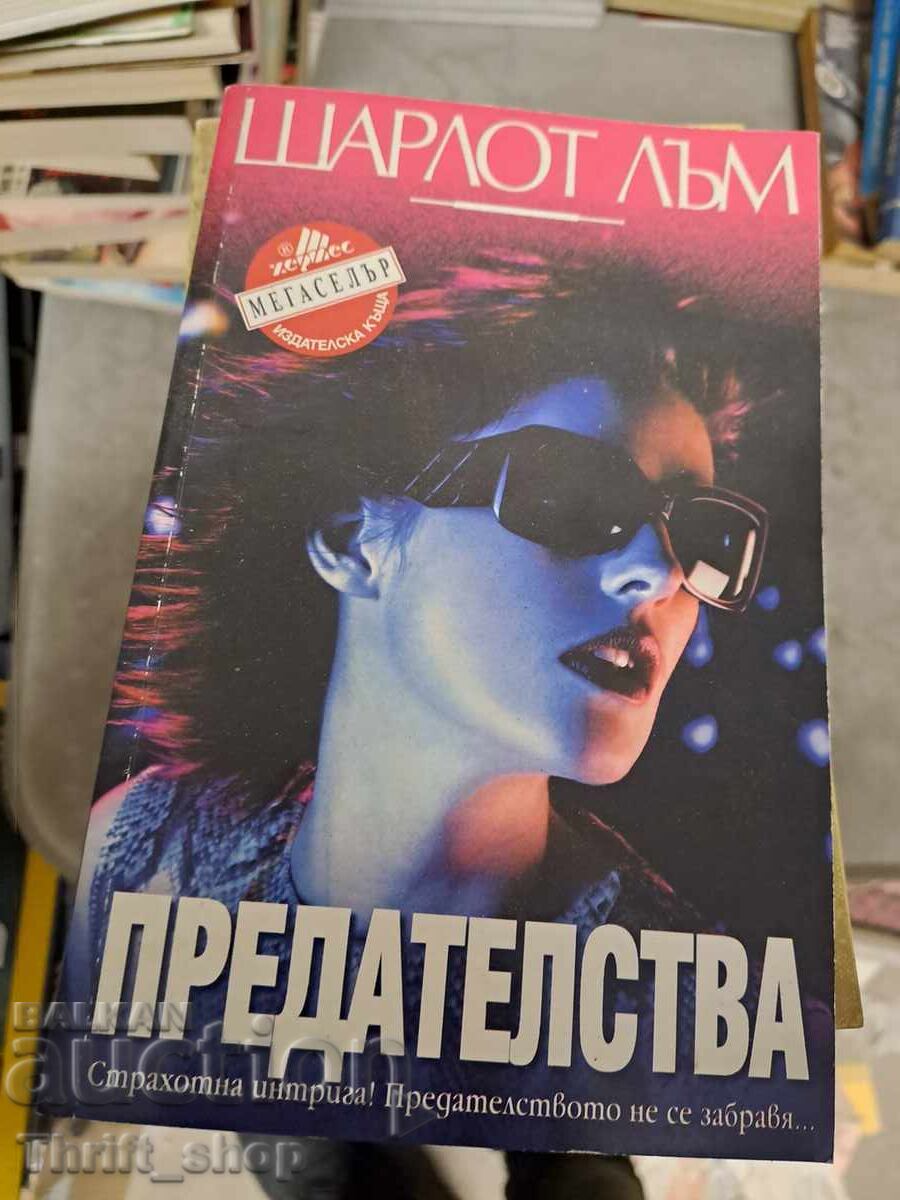 ШАРЛОТ ЛЪМ
®
хермес
МЕГАСЕЛЪР
ИЗДАТЕЛСКА КЪЩА
ПРЕДАТЕЛСТВА
Страхотна интрига! Предателството не се забравя...
BALKAN
auction
Thrift_shop